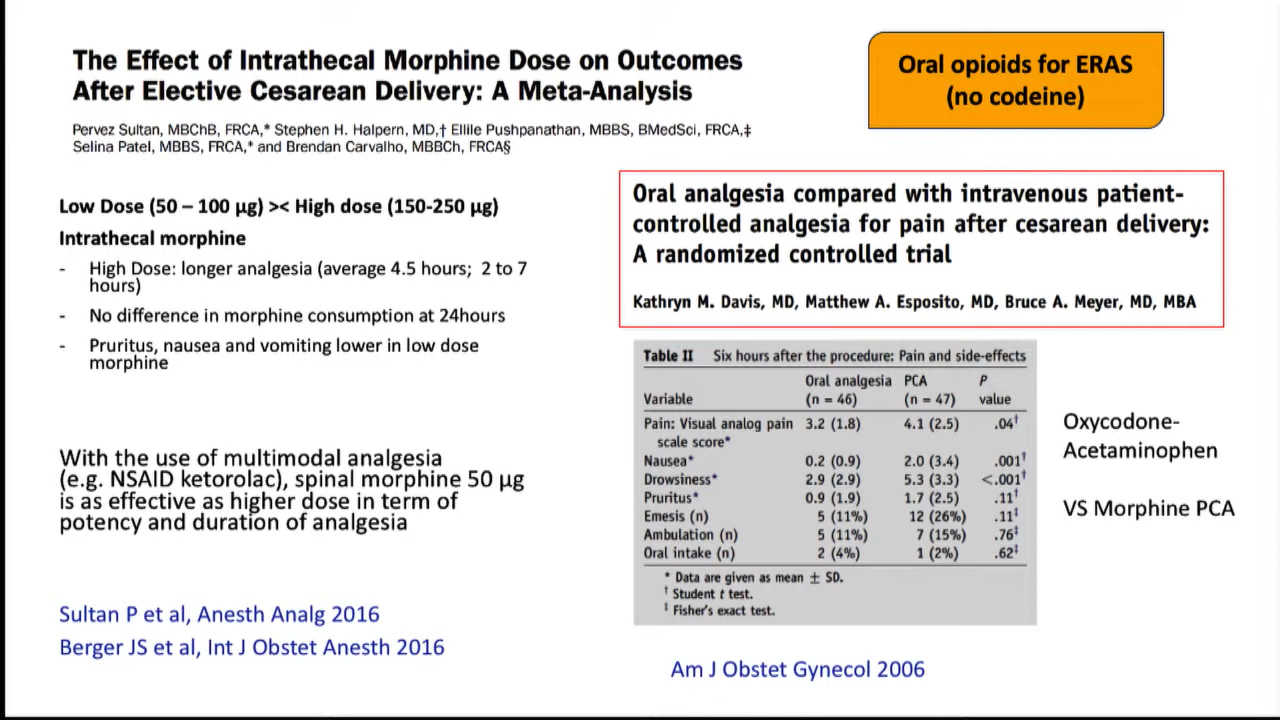 The Effect of Intrathecal Morphine Dose on Outcomes
After Elective Cesarean Delivery: A Meta-Analysis
Pervez Sultan, MBChB, FRCA,* Stephen H. Halpern, MD,† Ellile Pushpanathan, MBBS, BMedSci, FRCA,‡
Selina Patel, MBBS, FRCA,* and Brendan Carvalho, MBBCh, FRCA§
Low Dose (50 – 100 µg) >< High dose (150-250 µg)
Intrathecal morphine
- High Dose: longer analgesia (average 4.5 hours; 2 to 7
hours)
- No difference in morphine consumption at 24hours
- Pruritus, nausea and vomiting lower in low dose
morphine
With the use of multimodal analgesia
(e.g. NSAID ketorolac), spinal morphine 50 µg
is as effective as higher dose in term of
potency and duration of analgesia
Sultan P et al, Anesth Analg 2016
Berger JS et al, Int J Obstet Anesth 2016
Oral opioids for ERAS
(no codeine)
Oral analgesia compared with intravenous patient-
controlled analgesia for pain after cesarean delivery:
A randomized controlled trial
Kathryn M. Davis, MD, Matthew A. Esposito, MD, Bruce A. Meyer, MD, MBA
Table II Six hours after the procedure: Pain and side-effects
Oral analgesia PCA P
Variable (n = 46) (n = 47) value
Pain: Visual analog pain 3.2 (1.8) 4.1 (2.5) .04†
scale score*
Nausea* 0.2 (0.9) 2.0 (3.4) .001†
Drowsiness* 2.9 (2.9) 5.3 (3.3) <.001†
Pruritus* 0.9 (1.9) 1.7 (2.5) .11†
Emesis (n) 5 (11%) 12 (26%) .11‡
Ambulation (n) 5 (11%) 7 (15%) .76‡
Oral intake (n) 2 (4%) 1 (2%) .62‡
* Data are given as mean ± SD.
† Student t test.
‡ Fisher's exact test.
Oxycodone-
Acetaminophen
VS Morphine PCA
Am J Obstet Gynecol 2006